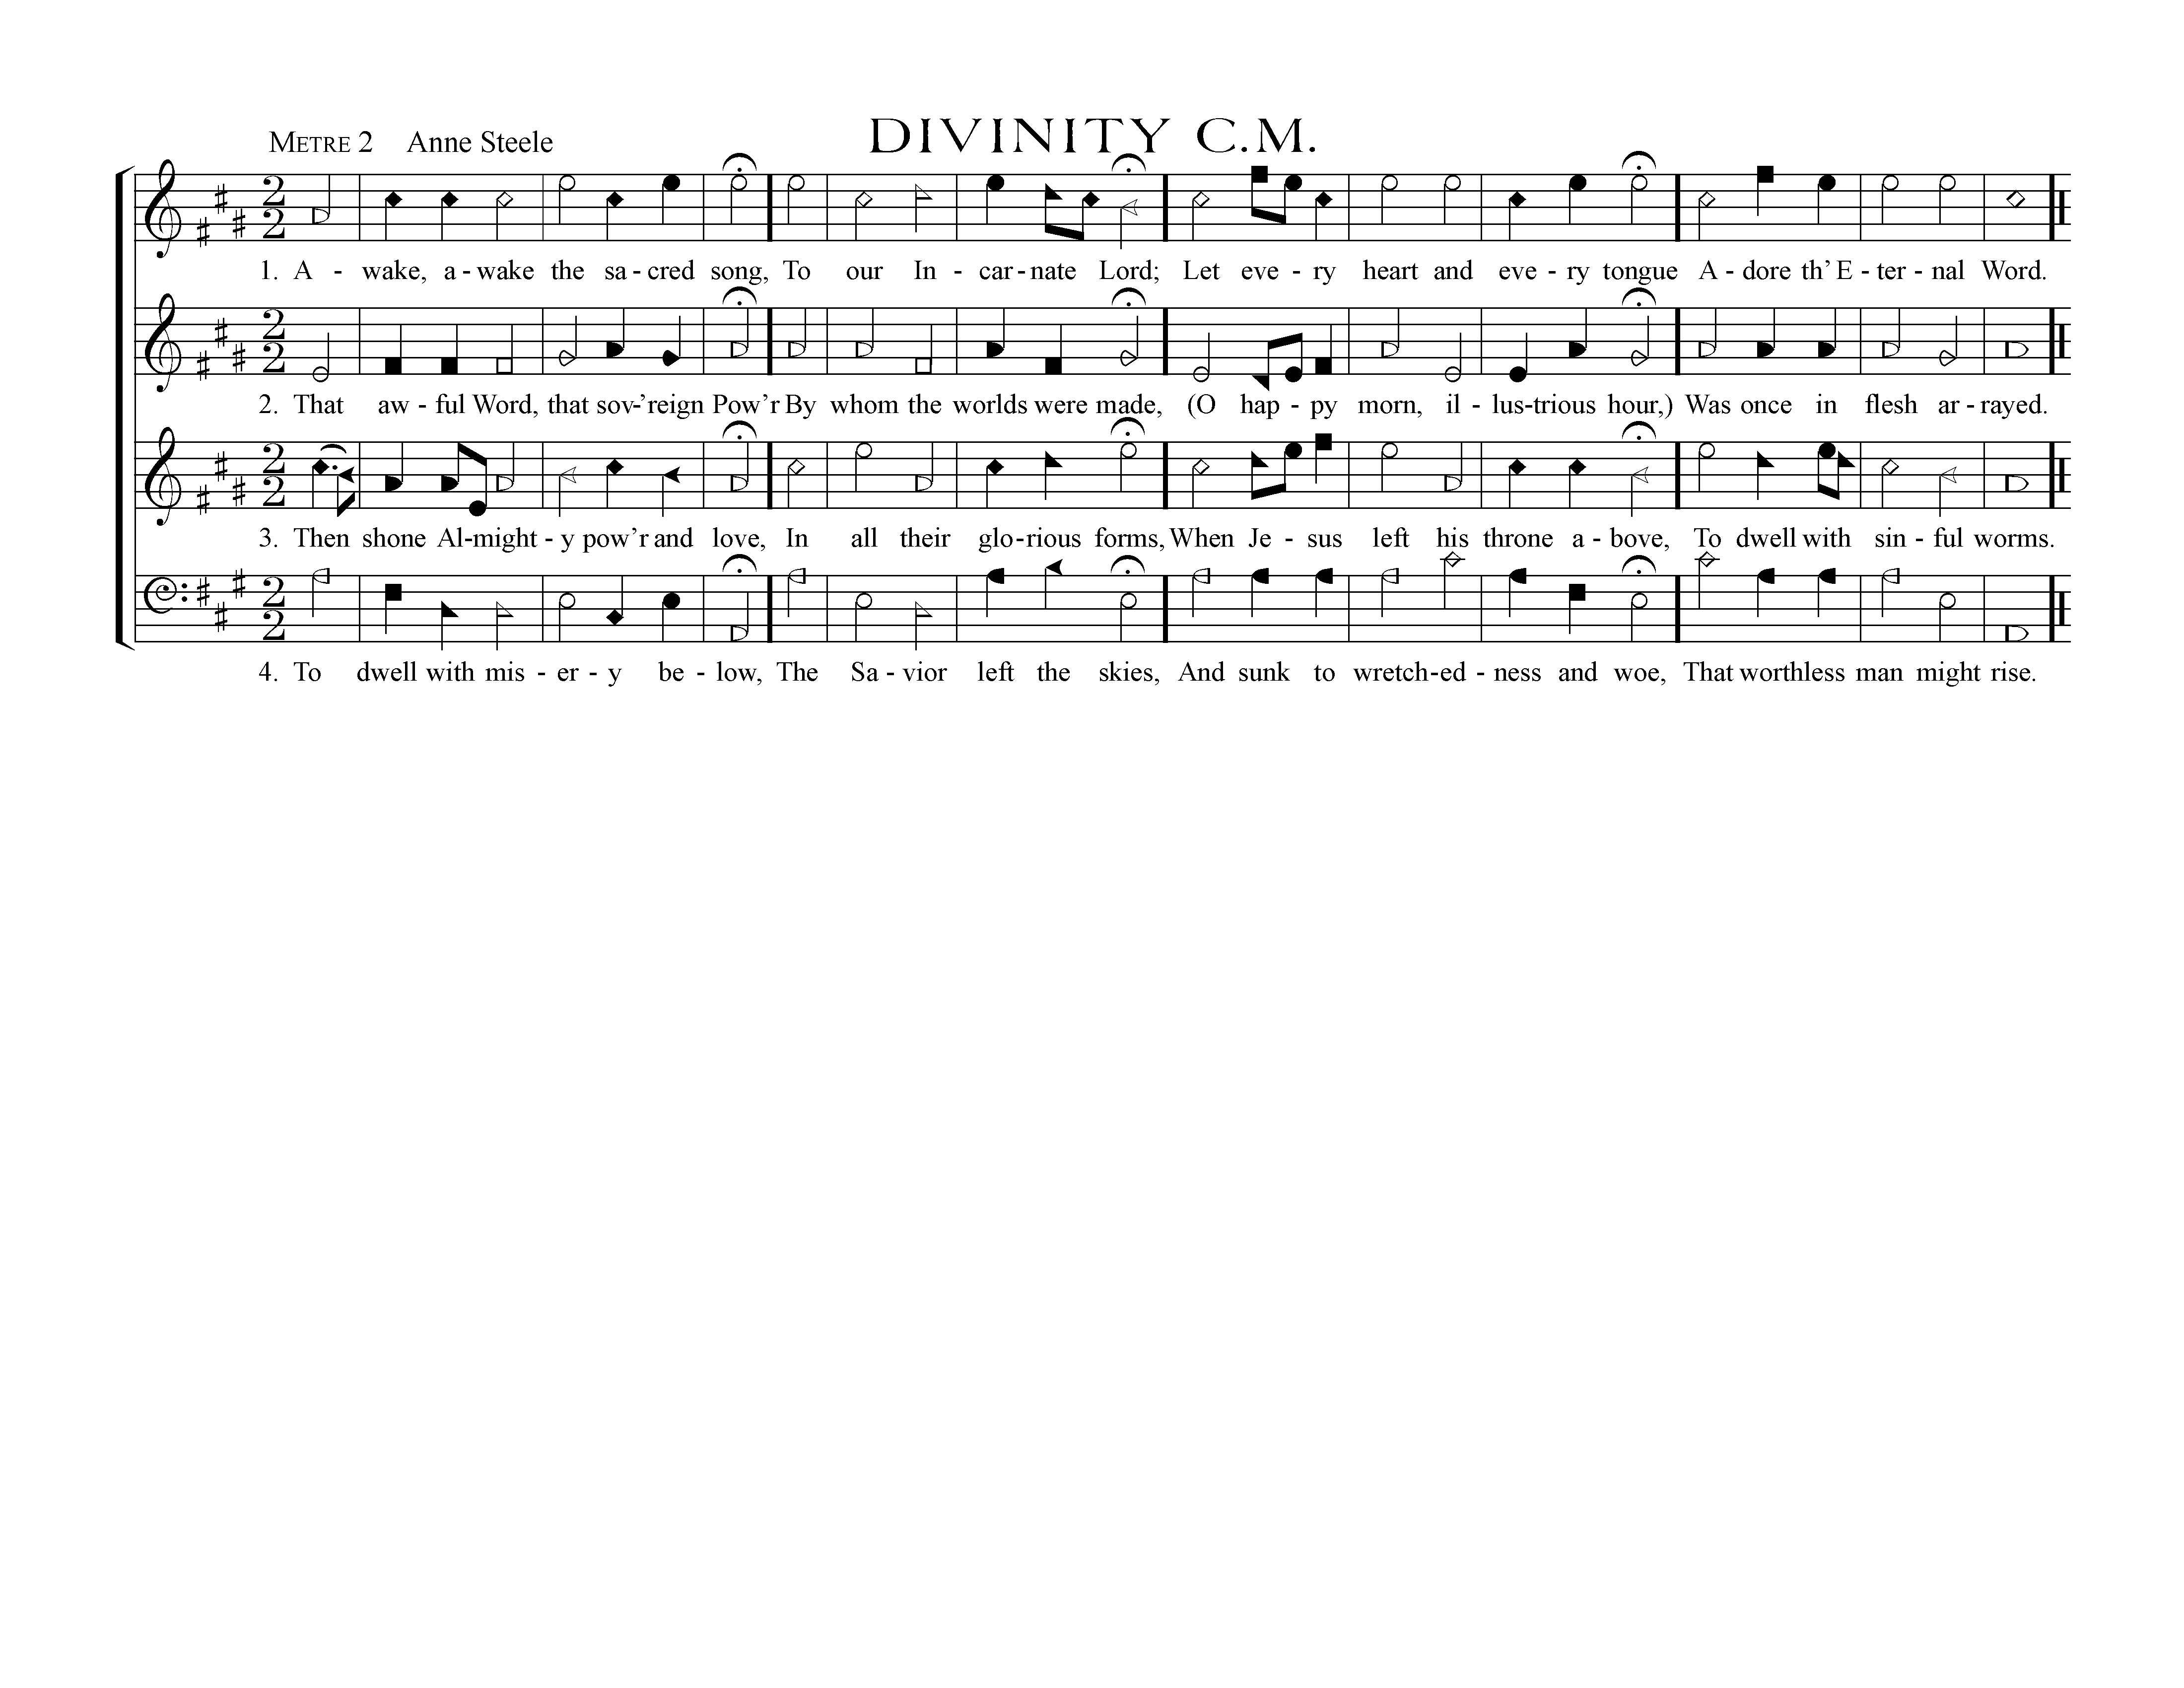 DIVINITY C.M.
METRE 2 Anne Steele
1. A - wake, a - wake the sa - cred song, To our In - car - nate Lord; Let eve - ry heart and eve - ry tongue A - dore th' E - ter - nal Word.
2. That aw - ful Word, that sov-'reign Pow'r By whom the worlds were made, (O hap - py morn, il - lus-trious hour,) Was once in flesh ar - rayed.
3. Then shone Al-might - y pow'r and love, In all their glo-rious forms, When Je - sus left his throne a - bove, To dwell with sin - ful worms.
4. To dwell with mis - er - y be - low, The Sa - vior left the skies, And sunk to wretch-ed - ness and woe, That worthless man might rise.